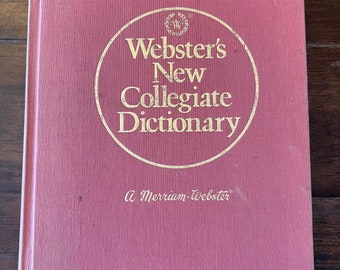 Webster's
New
Collegiate
Dictionary
A Merriam-Webster